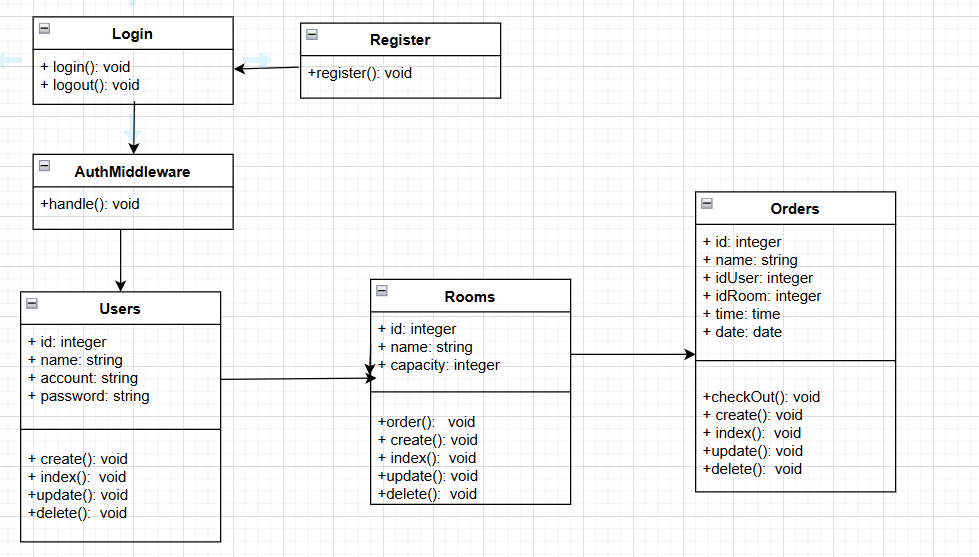 Login
+ login(): void
+ logout(): void
Register
+register(): void
AuthMiddleware
+handle(): void
Users
+ id: integer
+ name: string
+ account: string
+ password: string
+ create(): void
+ index():  void
+update(): void
+delete():  void
Rooms
+ id: integer
+ name: string
+ capacity: integer
+order():   void
+ create(): void
+ index():  void
+update(): void
+delete():  void
Orders
+ id: integer
+ name: string
+ idUser: integer
+ idRoom: integer
+ time: time
+ date: date
+checkOut(): void
+ create(): void
+ index():  void
+update(): void
+delete():  void